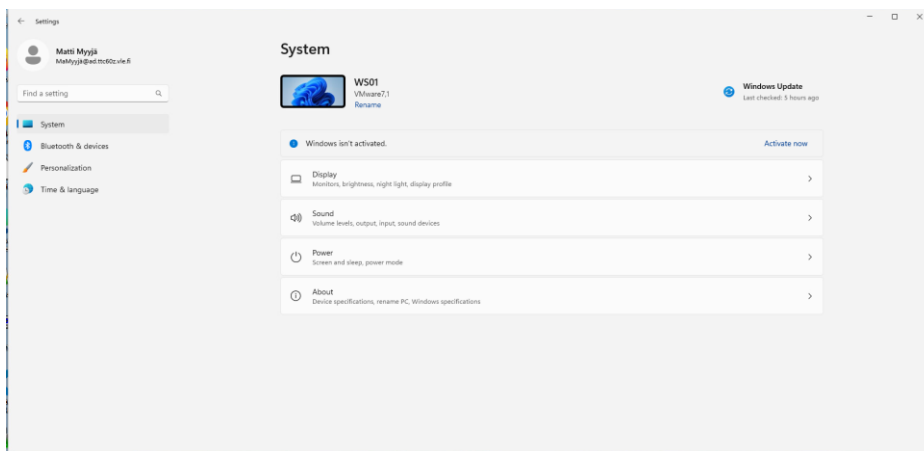 Settings
Matti Myyjä
MaMyyjä@ad.ttc60z.vle.fi
Find a setting
System
Bluetooth & devices
Personalization
Time & language
System
WS01
VMware7,1
Rename
Windows Update
Last checked: 5 hours ago
Windows isn't activated.
Activate now
Display
Monitors, brightness, night light, display profile
Sound
Volume levels, output, input, sound devices
Power
Screen and sleep, power mode
About
Device specifications, rename PC, Windows specifications